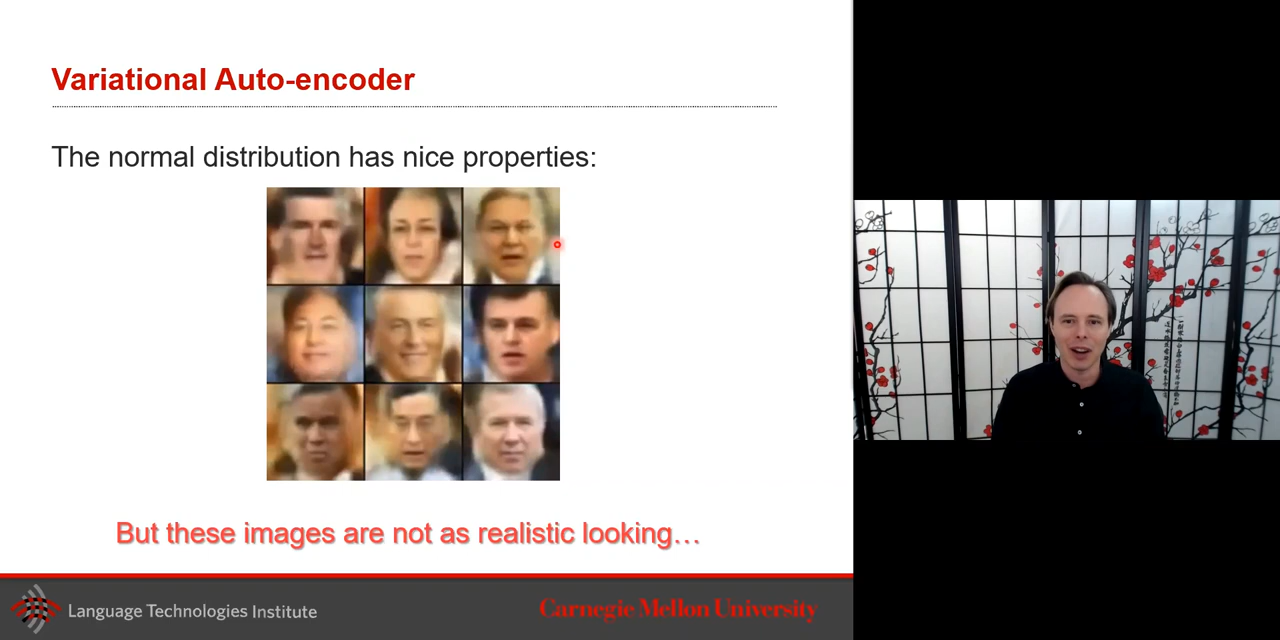 Variational Auto-encoder
The normal distribution has nice properties:
But these images are not as realistic looking…
Language Technologies Institute
Carnegie Mellon University